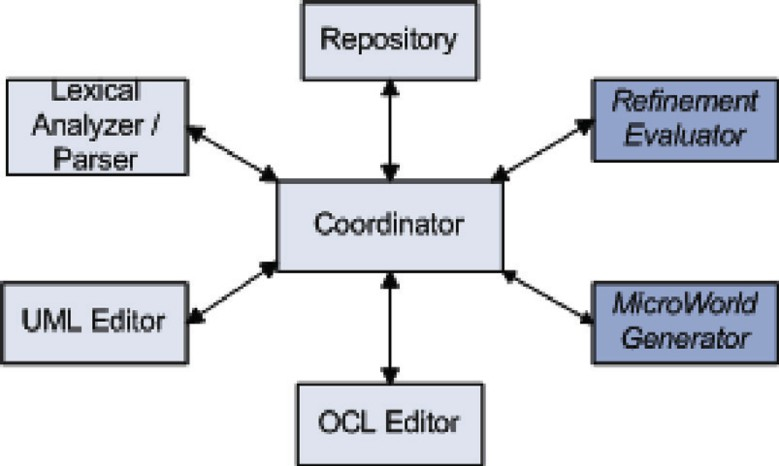 Repository
Lexical
Analyzer /
Parser
Refinement
Evaluator
Coordinator
UML Editor
MicroWorld
Generator
OCL Editor